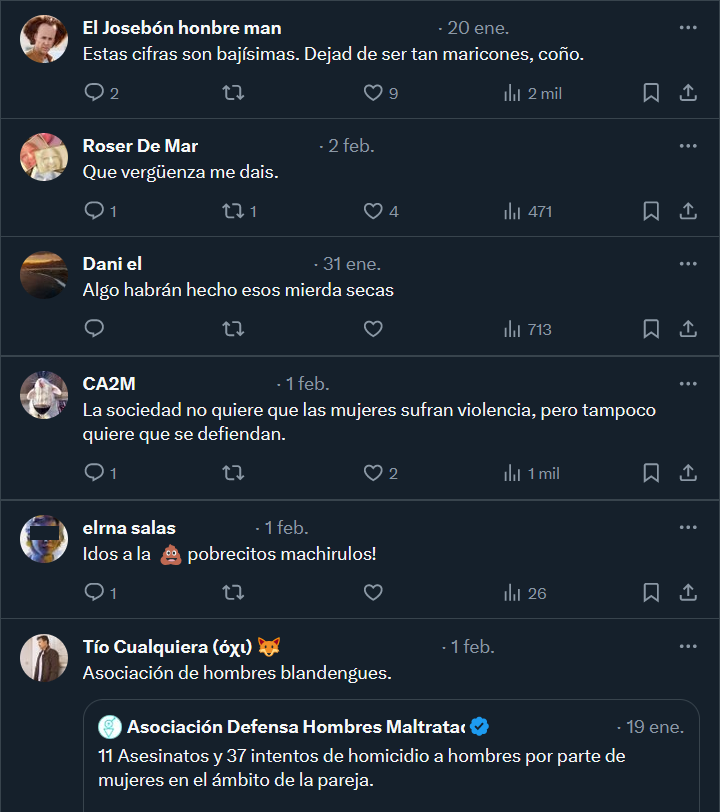 El Josebón honbre man · 20 ene.
Estas cifras son bajísimas. Dejad de ser tan maricones, coño.
2 9 2 mil
Roser De Mar · 2 feb.
Que vergüenza me dais.
1 1 4 471
Dani el · 31 ene.
Algo habrán hecho esos mierda secas
713
CA2M · 1 feb.
La sociedad no quiere que las mujeres sufran violencia, pero tampoco
quiere que se defiendan.
1 2 1 mil
elrna salas · 1 feb.
Idos a la 💩 pobrecitos machirulos!
1 26
Tío Cualquiera (όχι) 🦊 · 1 feb.
Asociación de hombres blandengues.
Asociación Defensa Hombres Maltratad · 19 ene.
11 Asesinatos y 37 intentos de homicidio a hombres por parte de
mujeres en el ámbito de la pareja.